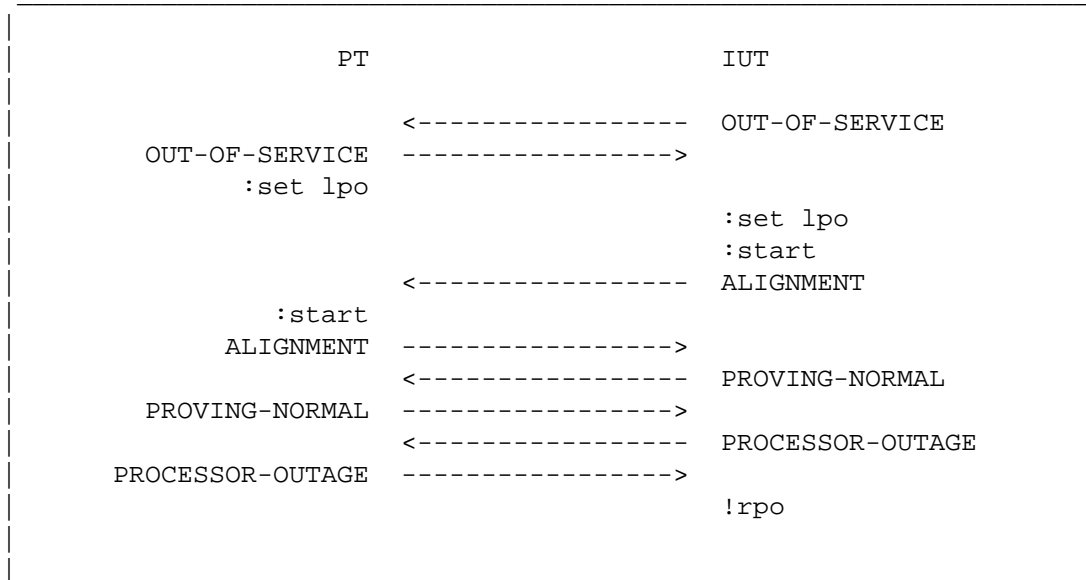 PT IUT
<----------------- OUT-OF-SERVICE
OUT-OF-SERVICE ----------------->
:set lpo
:set lpo
:start
<----------------- ALIGNMENT
:start
ALIGNMENT ----------------->
<----------------- PROVING-NORMAL
PROVING-NORMAL ----------------->
<----------------- PROCESSOR-OUTAGE
PROCESSOR-OUTAGE ----------------->
!rpo